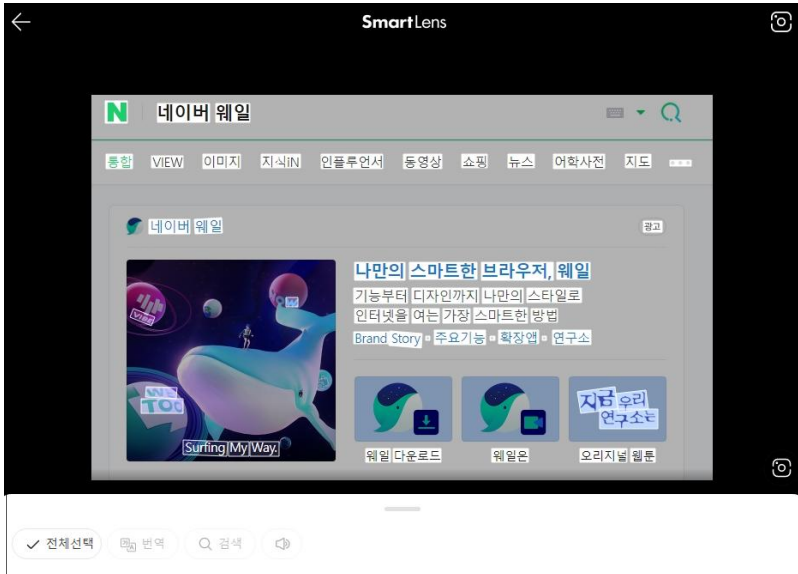 SmartLens
N 네이버 웨일
통합 VIEW 이미지 지식iN 인플루언서 동영상 쇼핑 뉴스 어학사전 지도
네이버 웨일 광고
나만의 스마트한 브라우저, 웨일
기능부터 디자인까지 나만의 스타일로
인터넷을 여는 가장 스마트한 방법
Brand Story 주요기능 확장앱 연구소
VIBE
W
WE
TOO
Surfing My Way.
지금 우리
연구소는
웨일 다운로드 웨일온 오리지널 웹툰
전체선택 번역 검색